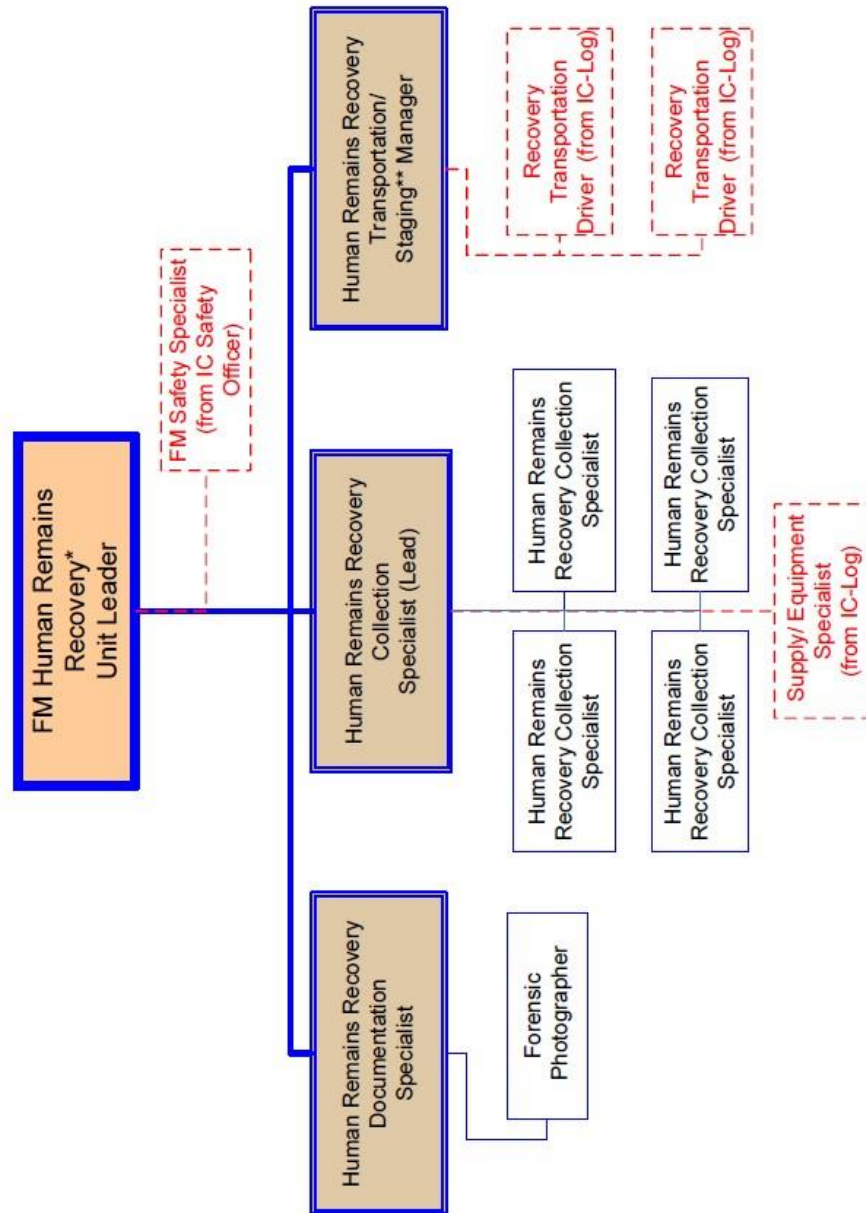 FM Human Remains
Recovery*
Unit Leader
FM Safety Specialist
(from IC Safety
Officer)
Human Remains Recovery
Documentation
Specialist
Human Remains Recovery
Collection
Specialist (Lead)
Human Remains Recovery
Transportation/
Staging** Manager
Forensic
Photographer
Human Remains
Recovery Collection
Specialist
Human Remains
Recovery Collection
Specialist
Human Remains
Recovery Collection
Specialist
Human Remains
Recovery Collection
Specialist
Supply/ Equipment
Specialist
(from IC-Log)
Recovery
Transportation
Driver (from IC-Log)
Recovery
Transportation
Driver (from IC-Log)